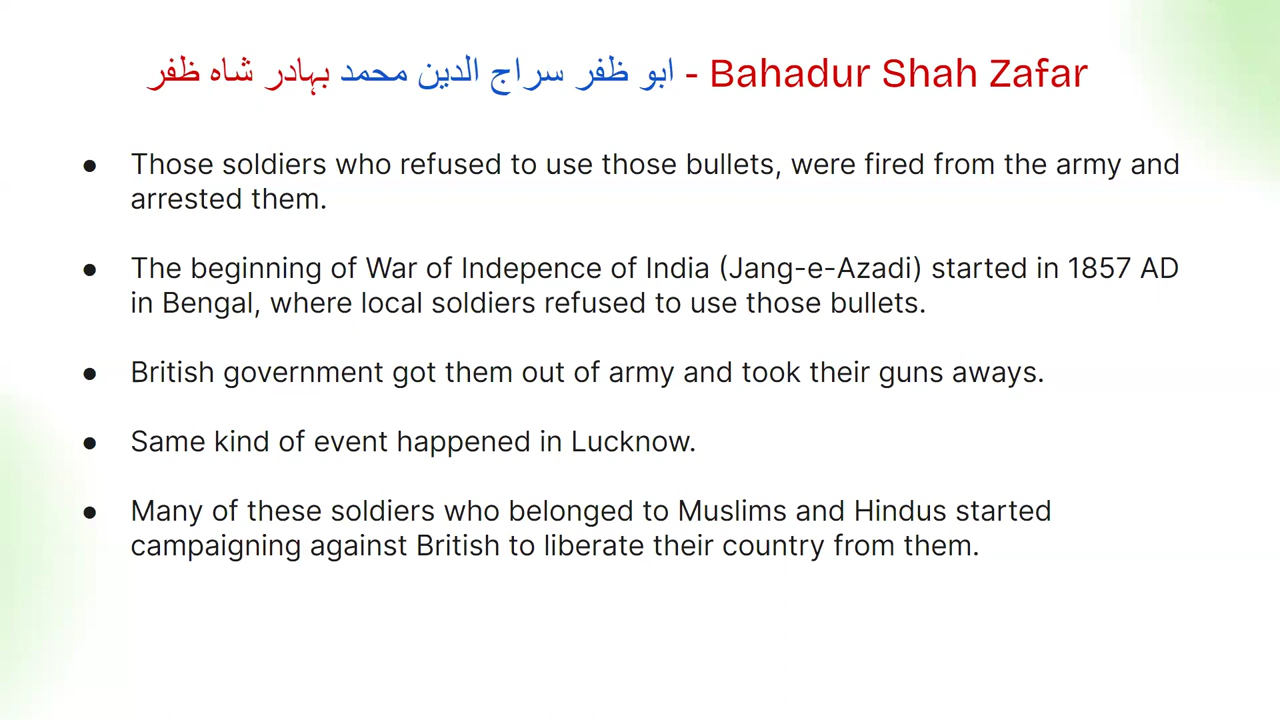 ابو ظفر سراج الدین محمد بہادر شاہ ظفر - Bahadur Shah Zafar
● Those soldiers who refused to use those bullets, were fired from the army and
arrested them.
● The beginning of War of Indepence of India (Jang-e-Azadi) started in 1857 AD
in Bengal, where local soldiers refused to use those bullets.
● British government got them out of army and took their guns aways.
● Same kind of event happened in Lucknow.
● Many of these soldiers who belonged to Muslims and Hindus started
campaigning against British to liberate their country from them.